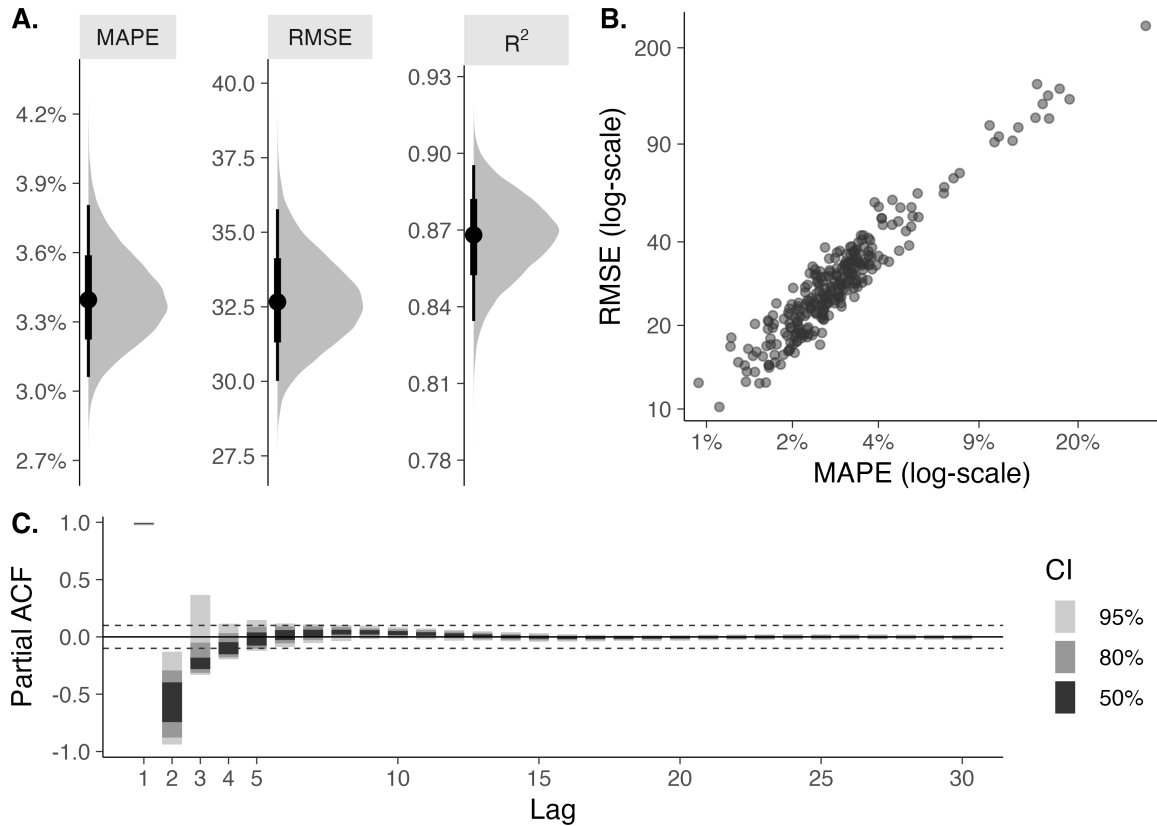 A.
MAPE
4.2%
3.9%
3.6%
3.3%
3.0%
2.7%
RMSE
40.0
37.5
35.0
32.5
30.0
27.5
R²
0.93
0.90
0.87
0.84
0.81
0.78
B.
RMSE (log-scale)
200
90
40
20
10
1% 2% 4% 9% 20%
MAPE (log-scale)
C.
Partial ACF
1.0
0.5
0.0
-0.5
-1.0
1 2 3 4 5 10 15 20 25 30
Lag
CI
95%
80%
50%